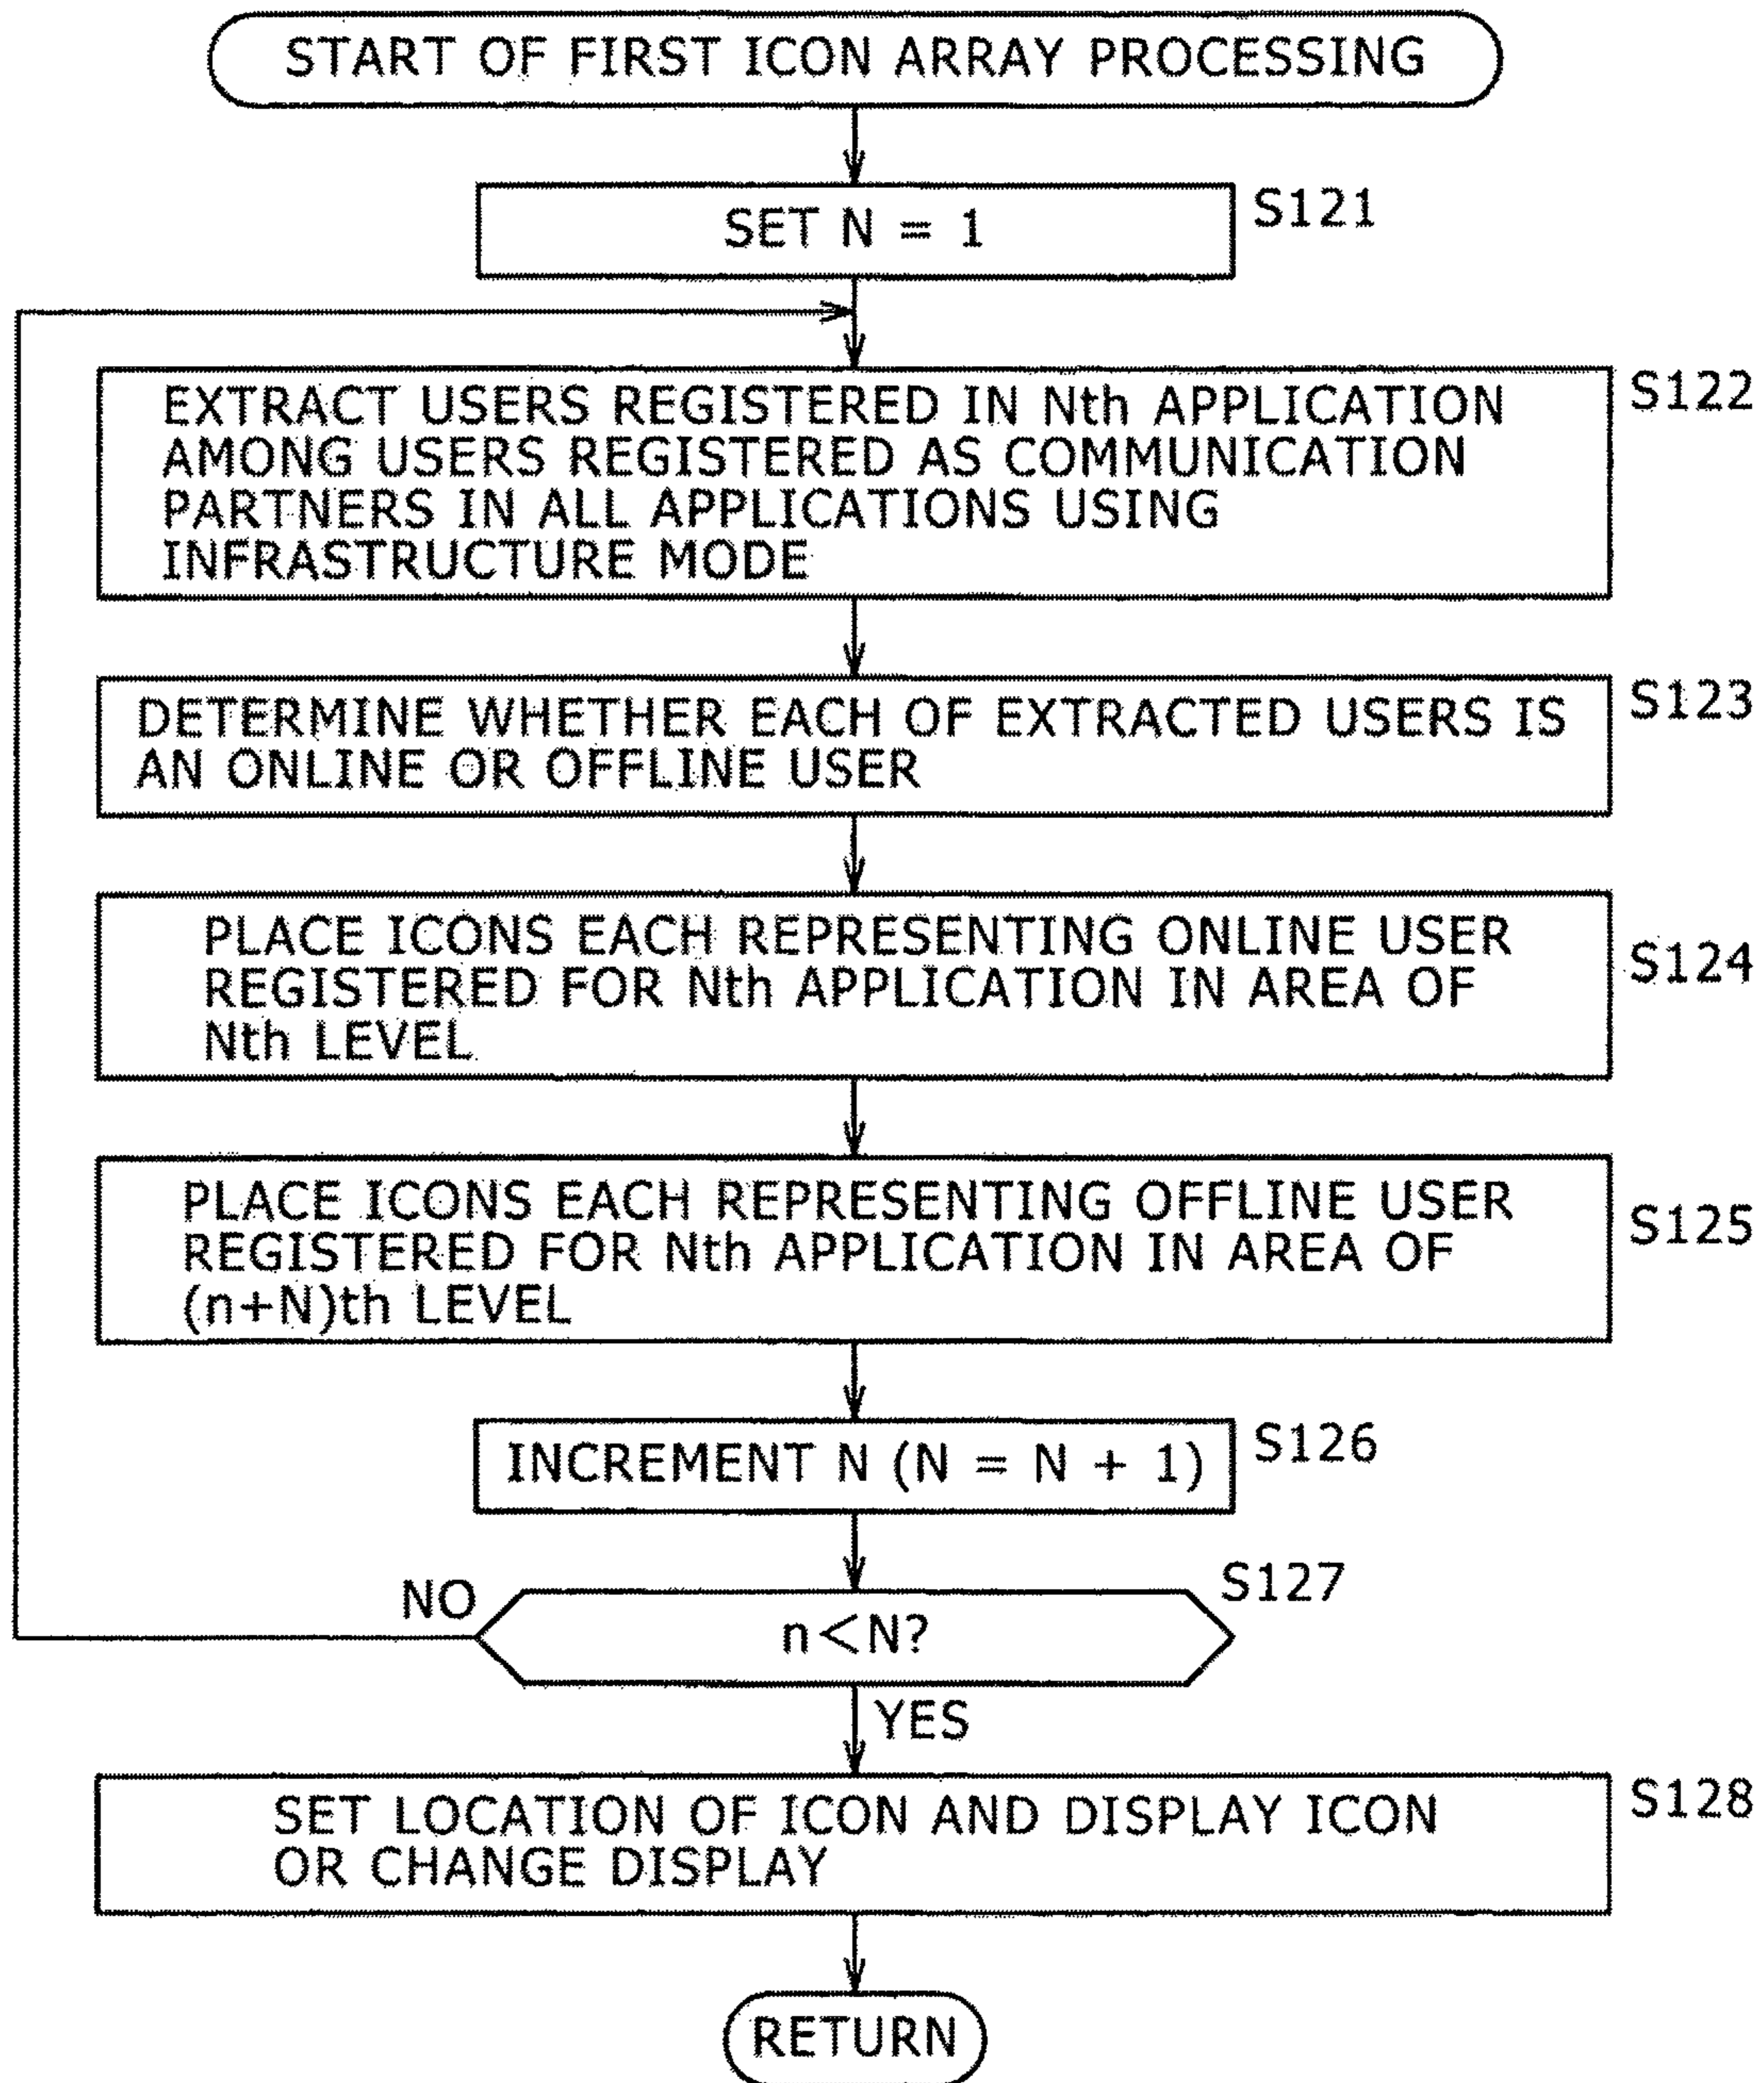 START OF FIRST ICON ARRAY PROCESSING
SET N = 1
S121
EXTRACT USERS REGISTERED IN Nth APPLICATION
AMONG USERS REGISTERED AS COMMUNICATION
PARTNERS IN ALL APPLICATIONS USING
INFRASTRUCTURE MODE
S122
DETERMINE WHETHER EACH OF EXTRACTED USERS IS
AN ONLINE OR OFFLINE USER
S123
PLACE ICONS EACH REPRESENTING ONLINE USER
REGISTERED FOR Nth APPLICATION IN AREA OF
Nth LEVEL
S124
PLACE ICONS EACH REPRESENTING OFFLINE USER
REGISTERED FOR Nth APPLICATION IN AREA OF
(n+N)th LEVEL
S125
INCREMENT N (N = N + 1)
S126
S127
NO
n<N?
YES
SET LOCATION OF ICON AND DISPLAY ICON
OR CHANGE DISPLAY
S128
RETURN